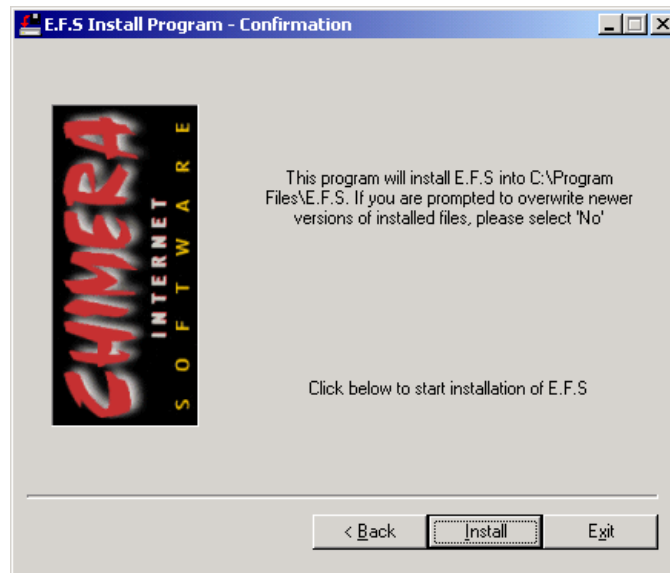 E.F.S Install Program - Confirmation
CHIMERA
INTERNET
SOFTWARE
This program will install E.F.S into C:\Program
Files\E.F.S. If you are prompted to overwrite newer
versions of installed files, please select 'No'
Click below to start installation of E.F.S
< Back
Install
Exit